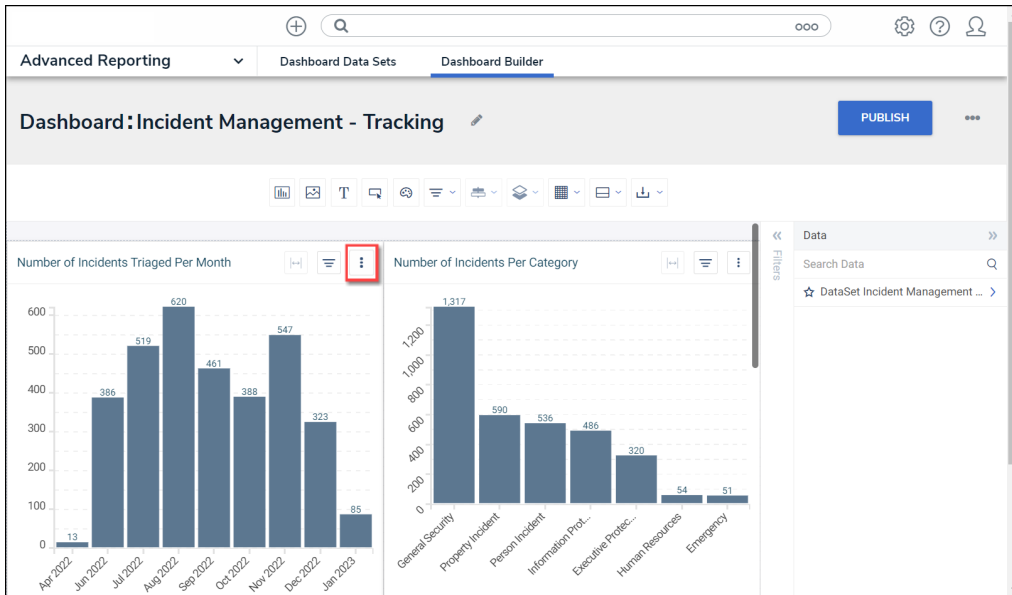 ooo
Advanced Reporting
Dashboard Data Sets
Dashboard Builder
Dashboard:Incident Management - Tracking
PUBLISH
T
Number of Incidents Triaged Per Month
600
500
400
300
200
100
0
13
386
519
620
461
388
547
323
85
Apr 2022
Jun 2022
Jul 2022
Aug 2022
Sep 2022
Oct 2022
Nov 2022
Dec 2022
Jan 2023
Number of Incidents Per Category
1,200
1,000
800
600
400
200
0
1,317
590
536
486
320
54
51
General Security
Property Incident
Person Incident
Information Prot...
Executive Protec...
Human Resources
Emergency
Filters
Data
Search Data
DataSet Incident Management ...